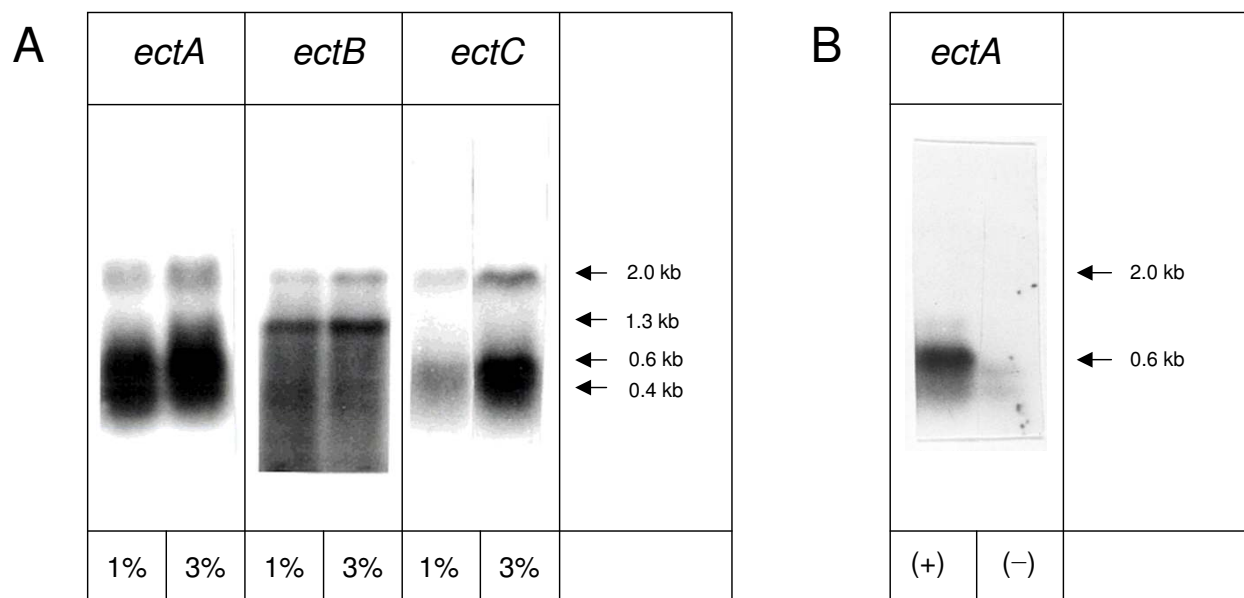 A
ectA ectB ectC
2.0 kb
1.3 kb
0.6 kb
0.4 kb
1% 3% 1% 3% 1% 3%
B
ectA
2.0 kb
0.6 kb
(+) (–)